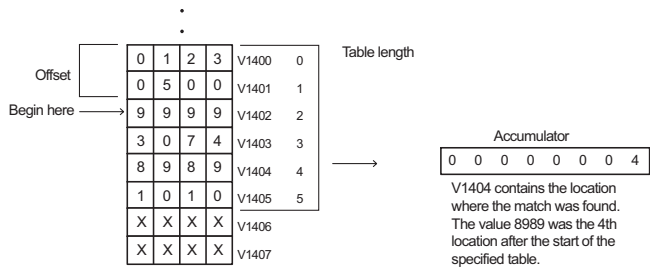 Table length
0 1 2 3 V1400 0
Offset
0 5 0 0 V1401 1
Begin here
9 9 9 9 V1402 2
3 0 7 4 V1403 3
8 9 8 9 V1404 4
1 0 1 0 V1405 5
X X X X V1406
X X X X V1407
Accumulator
0 0 0 0 0 0 0 4
V1404 contains the location
where the match was found.
The value 8989 was the 4th
location after the start of the
specified table.